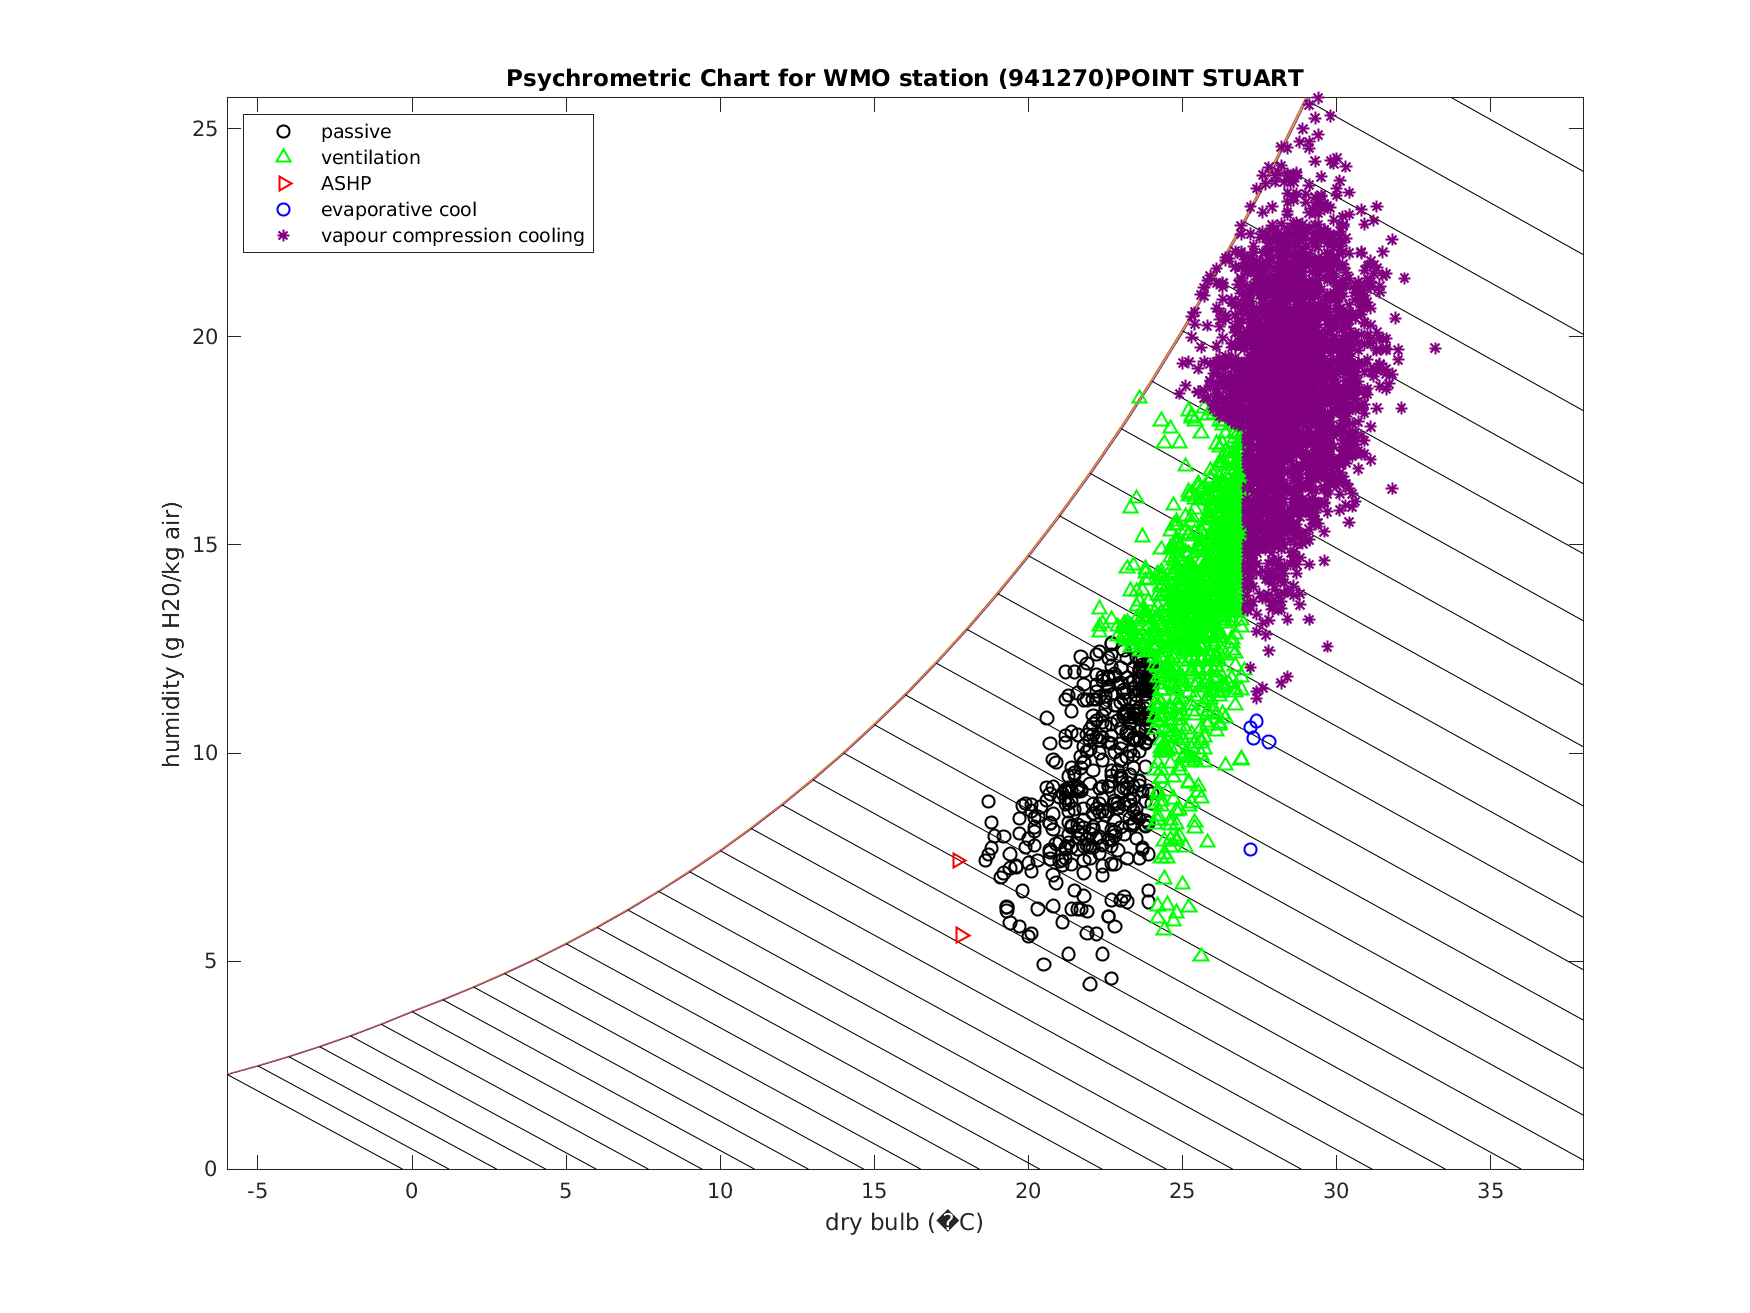 Psychrometric Chart for WMO station (941270)POINT STUART
passive
ventilation
ASHP
evaporative cool
vapour compression cooling
humidity (g H20/kg air)
25
20
15
10
5
0
-5 0 5 10 15 20 25 30 35
dry bulb (�C)